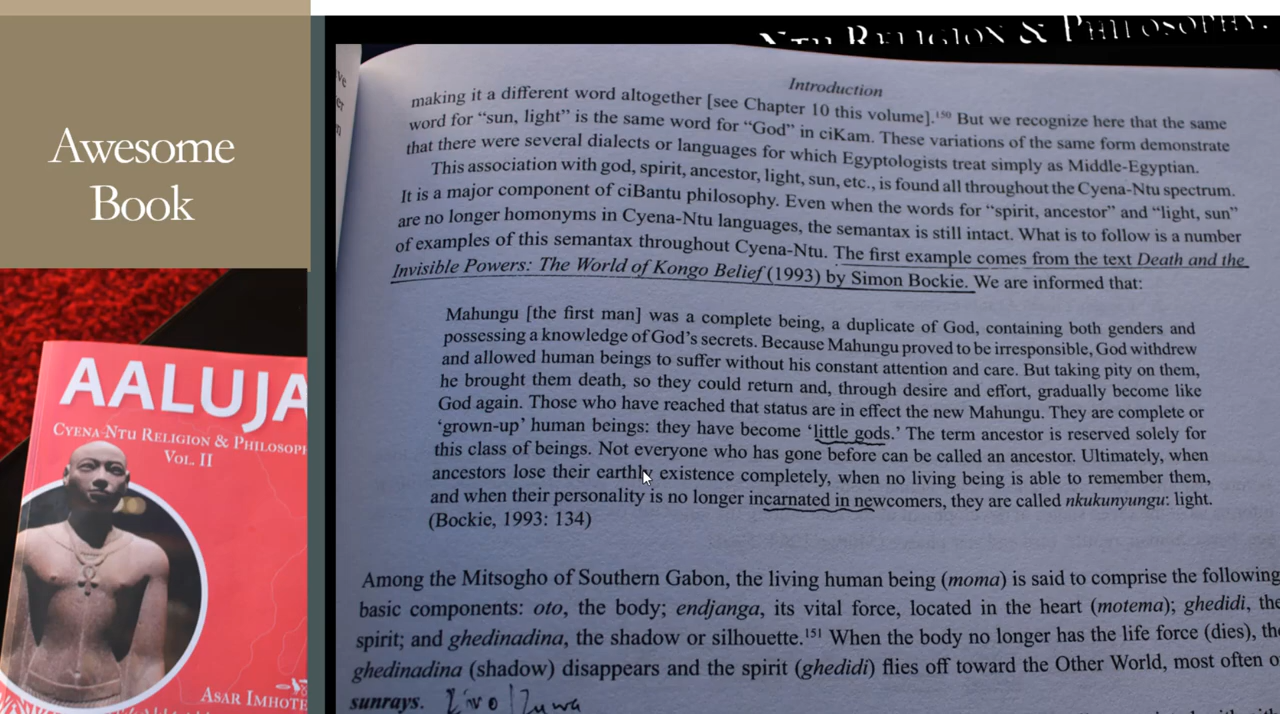 Awesome
Book
AALUJA
CYENA-NTU RELIGION & PHILOSOPH
VOL. II
ASAR IMHOTE
NTU RELIGION & PHILOSOPHY.
Introduction
making it a different word altogether [see Chapter 10 this volume].150 But we recognize here that the same
word for “sun, light” is the same word for “God” in ciKam. These variations of the same form demonstrate
that there were several dialects or languages for which Egyptologists treat simply as Middle-Egyptian.
This association with god, spirit, ancestor, light, sun, etc., is found all throughout the Cyena-Ntu spectrum.
It is a major component of ciBantu philosophy. Even when the words for “spirit, ancestor” and “light, sun”
are no longer homonyms in Cyena-Ntu languages, the semantax is still intact. What is to follow is a number
of examples of this semantax throughout Cyena-Ntu. The first example comes from the text Death and the
Invisible Powers: The World of Kongo Belief (1993) by Simon Bockie. We are informed that:
Mahungu [the first man] was a complete being, a duplicate of God, containing both genders and
possessing a knowledge of God’s secrets. Because Mahungu proved to be irresponsible, God withdrew
and allowed human beings to suffer without his constant attention and care. But taking pity on them,
he brought them death, so they could return and, through desire and effort, gradually become like
God again. Those who have reached that status are in effect the new Mahungu. They are complete or
‘grown-up’ human beings: they have become ‘little gods.’ The term ancestor is reserved solely for
this class of beings. Not everyone who has gone before can be called an ancestor. Ultimately, when
ancestors lose their earthly existence completely, when no living being is able to remember them,
and when their personality is no longer incarnated in newcomers, they are called nkukunyungu: light.
(Bockie, 1993: 134)
Among the Mitsogho of Southern Gabon, the living human being (moma) is said to comprise the following
basic components: oto, the body; endjanga, its vital force, located in the heart (motema); ghedidi, the
spirit; and ghedinadina, the shadow or silhouette.151 When the body no longer has the life force (dies), the
ghedinadina (shadow) disappears and the spirit (ghedidi) flies off toward the Other World, most often o
sunrays.